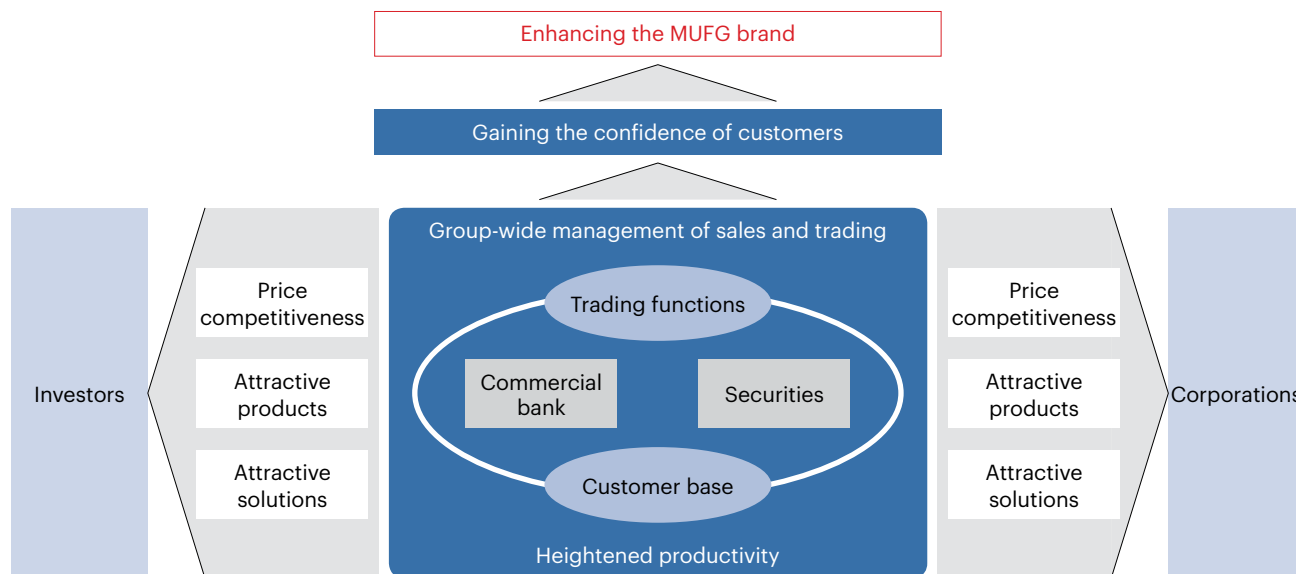 Enhancing the MUFG brand
Gaining the confidence of customers
Investors
Price
competitiveness
Attractive
products
Attractive
solutions
Group-wide management of sales and trading
Trading functions
Commercial
bank
Securities
Customer base
Heightened productivity
Price
competitiveness
Attractive
products
Attractive
solutions
Corporations